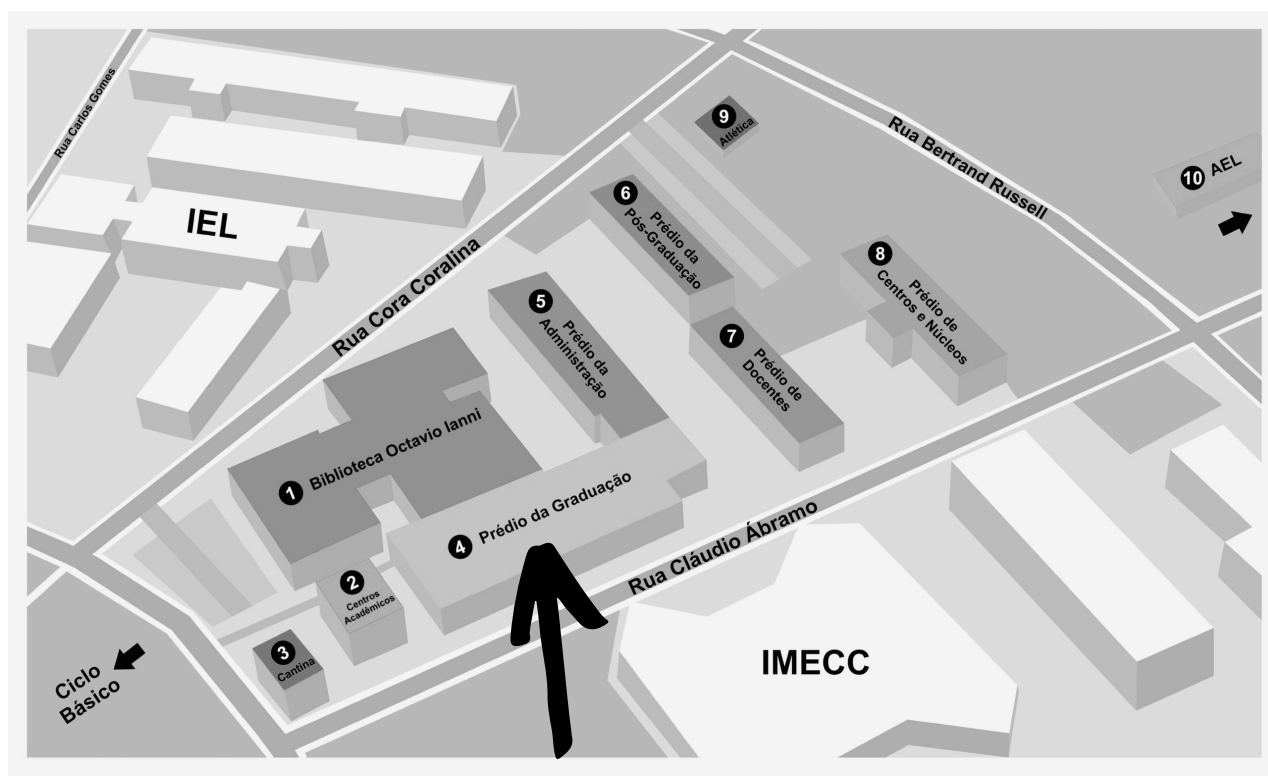 Rua Carlos Gomes
IEL
Rua Cora Coralina
9
Atlética
Rua Bertrand Russell
10 AEL
6
Prédio da
Pós-Graduação
8
Prédio de
Centros e Núcleos
5
Prédio da
Administração
7
Prédio de
Docentes
1 Biblioteca Octavio Ianni
4 Prédio da Graduação
Rua Cláudio Ábramo
2
Centros
Acadêmicos
3
Cantina
Ciclo
Básico
IMECC